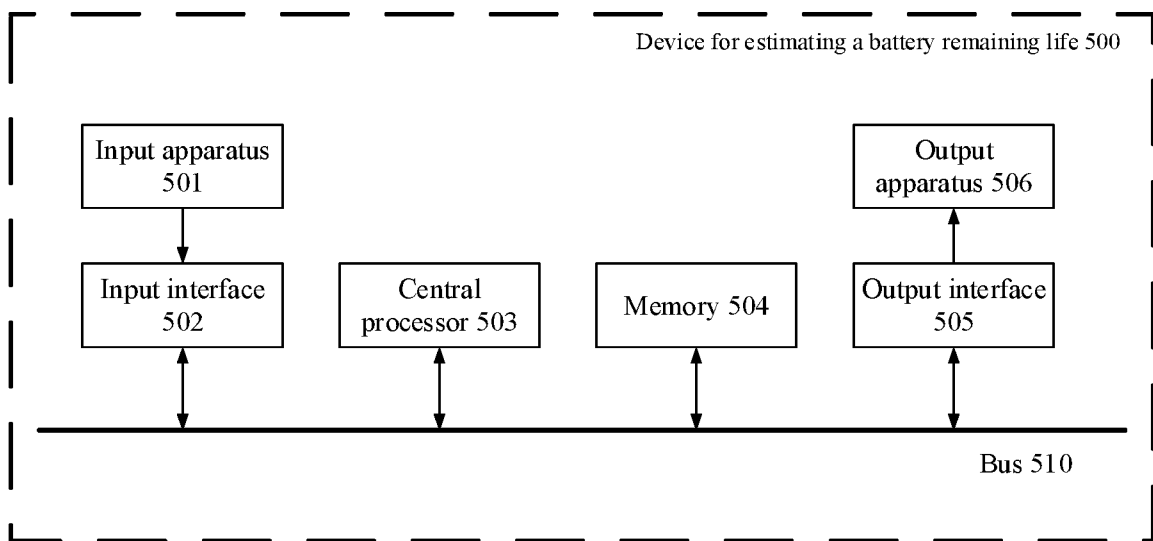 Device for estimating a battery remaining life 500
Input apparatus
501
Output
apparatus 506
Input interface
502
Central
processor 503
Memory 504
Output interface
505
Bus 510